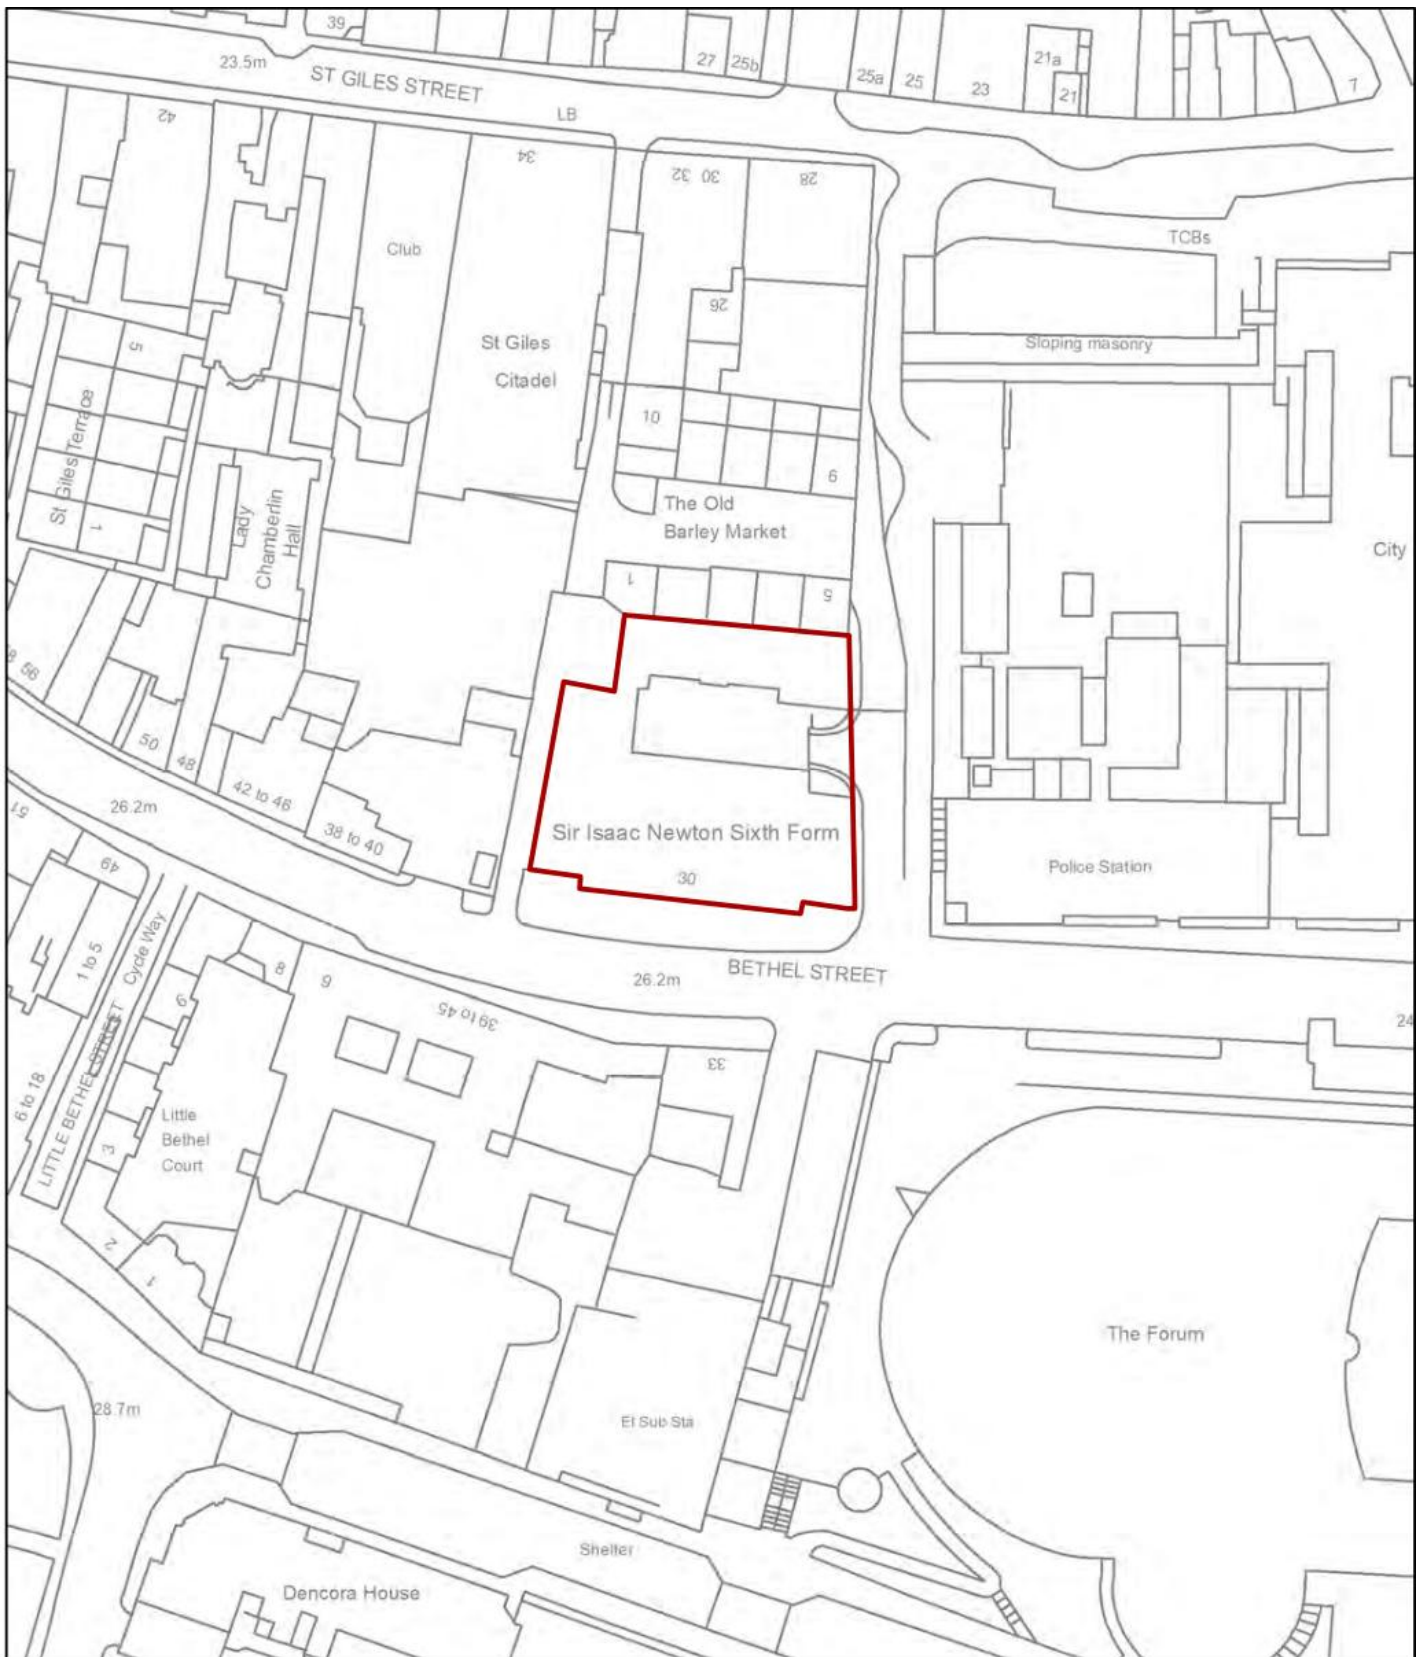 39
23.5m
ST GILES STREET
LB
27
25b
25a
25
23
21a
21
7
42
34
32
30
28
TCBs
Club
26
St Giles
Citadel
Sloping masonry
5
St Giles Terrace
1
10
6
The Old
Barley Market
Lady
Chamberlin
Hall
City
1
5
56
50
48
42 to 46
38 to 40
26.2m
51
49
Sir Isaac Newton Sixth Form
30
Police Station
BETHEL STREET
26.2m
1 to 5
Cycle Way
LITTLE BETHEL STREET
8
6
9
39 to 45
33
24
6 to 18
Little
Bethel
Court
3
2
1
The Forum
28.7m
El Sub Sta
Shelter
Dencora House